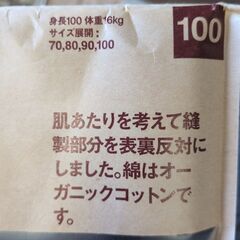 身長100 体重16kg
サイズ展開:
70,80,90,100
100
肌あたりを考えて縫
製部分を表裏反対に
しました。綿はオー
ガニックコットンで
す。